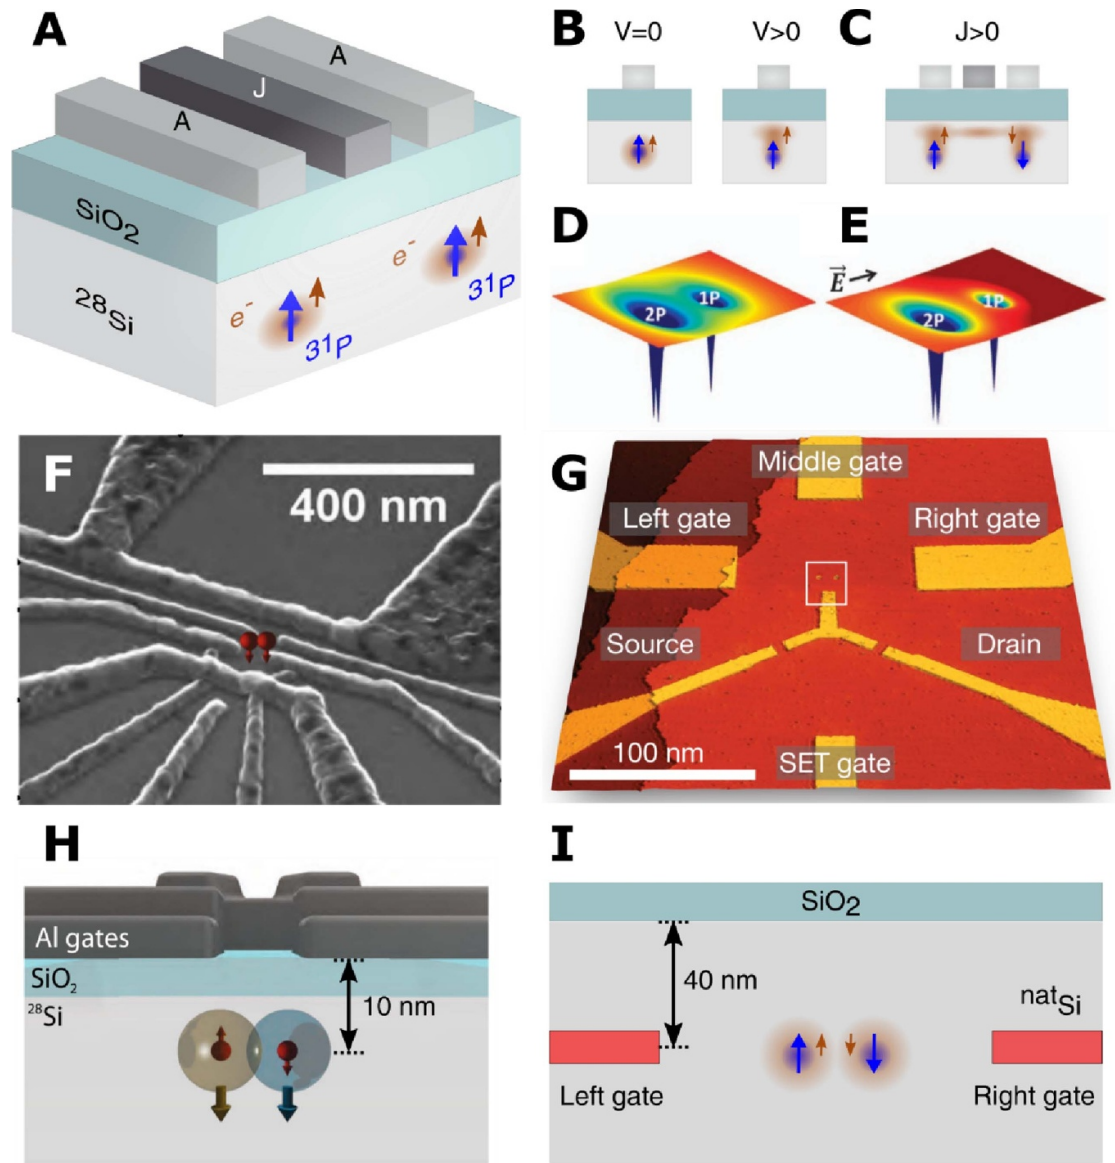 A
A
J
A
SiO2
28Si
e-
31P
e-
31P
B
V=0
V>0
C
J>0
D
2P
1P
E
E
2P
1P
F
400 nm
G
Middle gate
Left gate
Right gate
Source
Drain
100 nm
SET gate
H
Al gates
SiO2
28Si
10 nm
I
SiO2
40 nm
natSi
Left gate
Right gate